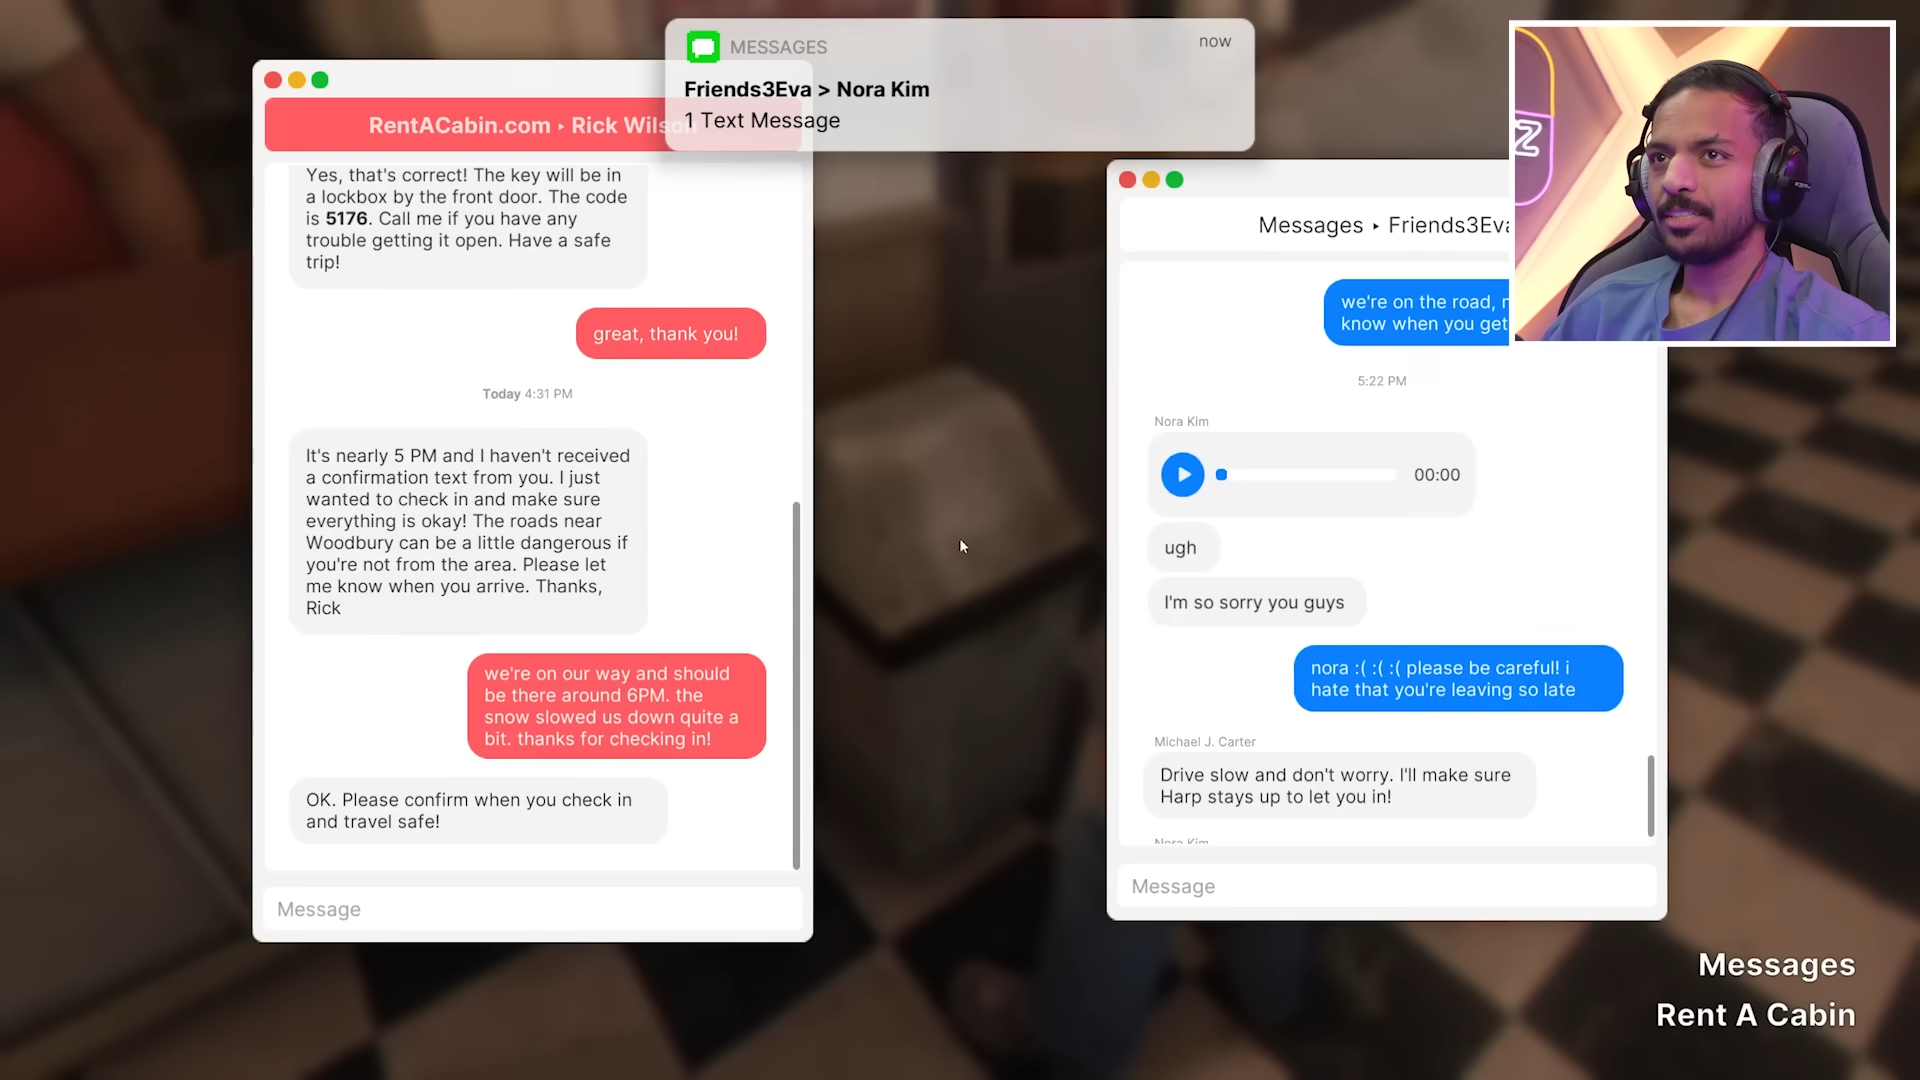 MESSAGES
now
Friends3Eva > Nora Kim
1 Text Message
RentACabin.com ‣ Rick Wilson
Yes, that's correct! The key will be in
a lockbox by the front door. The code
is 5176. Call me if you have any
trouble getting it open. Have a safe
trip!
great, thank you!
Today 4:31 PM
It's nearly 5 PM and I haven't received
a confirmation text from you. I just
wanted to check in and make sure
everything is okay! The roads near
Woodbury can be a little dangerous if
you're not from the area. Please let
me know when you arrive. Thanks,
Rick
we're on our way and should
be there around 6PM. the
snow slowed us down quite a
bit. thanks for checking in!
OK. Please confirm when you check in
and travel safe!
Message
Messages ‣ Friends3Eva
we're on the road,
know when you get
5:22 PM
Nora Kim
00:00
ugh
I'm so sorry you guys
nora :( :( :( please be careful! i
hate that you're leaving so late
Michael J. Carter
Drive slow and don't worry. I'll make sure
Harp stays up to let you in!
Nora Kim
Message
Messages
Rent A Cabin